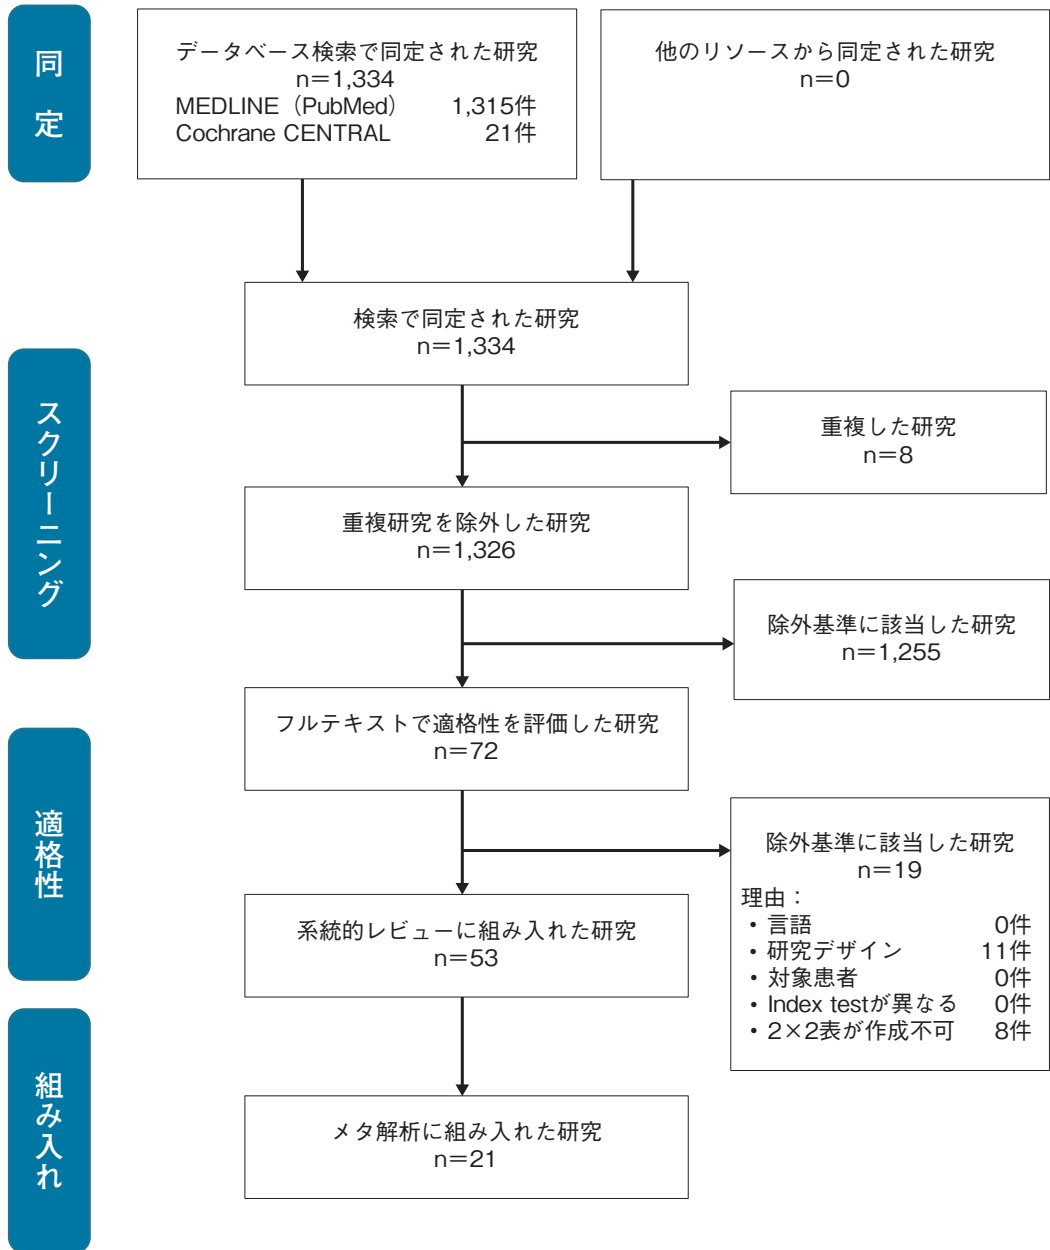 同定
データベース検索で同定された研究
n＝1,334
MEDLINE（PubMed） 1,315件
Cochrane CENTRAL 21件
他のリソースから同定された研究
n＝0
検索で同定された研究
n＝1,334
スクリーニング
重複した研究
n＝8
重複研究を除外した研究
n＝1,326
除外基準に該当した研究
n＝1,255
フルテキストで適格性を評価した研究
n＝72
適格性
除外基準に該当した研究
n＝19
理由：
・言語 0件
・研究デザイン 11件
・対象患者 0件
・Index testが異なる 0件
・2×2表が作成不可 8件
系統的レビューに組み入れた研究
n＝53
組み入れ
メタ解析に組み入れた研究
n＝21